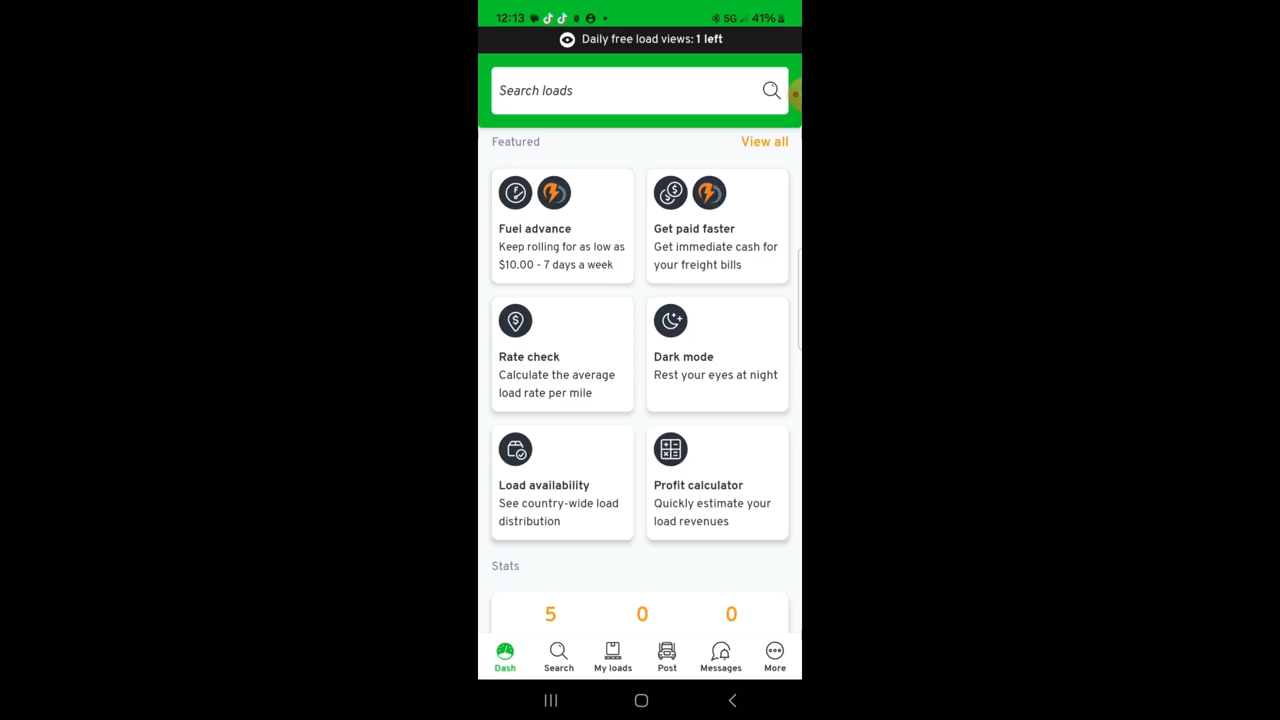 12:13
5G 41%
Daily free load views: 1 left
Search loads
Featured
View all
Fuel advance
Keep rolling for as low as
$10.00 - 7 days a week
Get paid faster
Get immediate cash for
your freight bills
Rate check
Calculate the average
load rate per mile
Dark mode
Rest your eyes at night
Load availability
See country-wide load
distribution
Profit calculator
Quickly estimate your
load revenues
Stats
5 0 0
Dash Search My loads Post Messages More